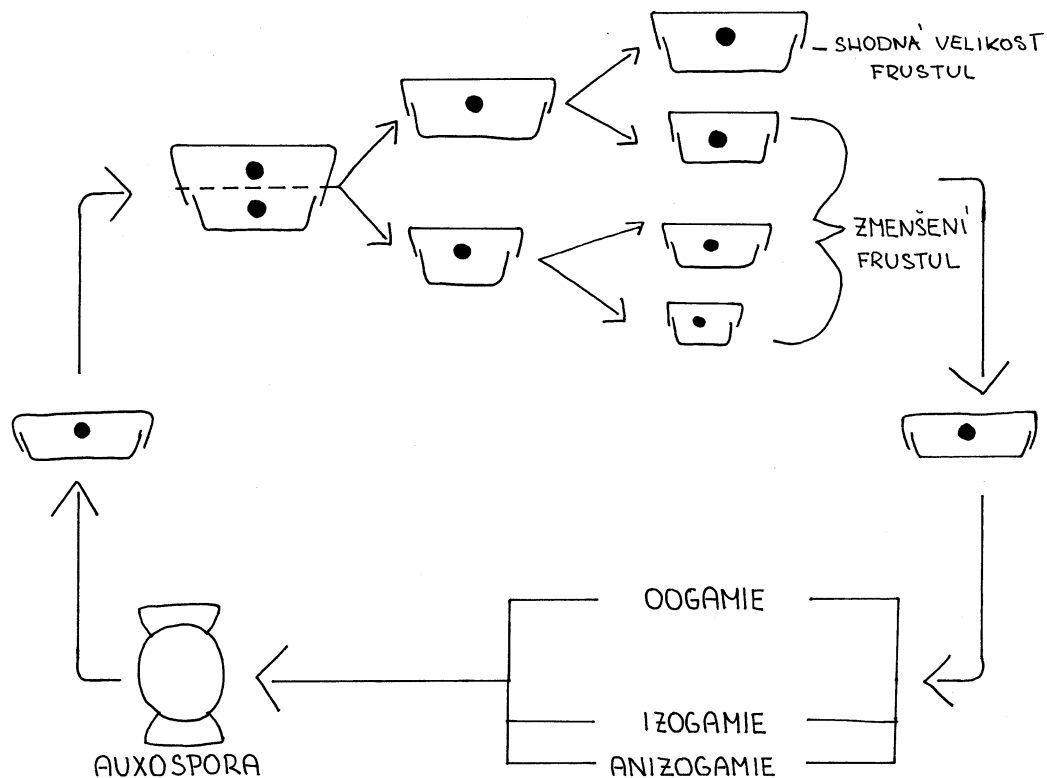 SHODNÁ VELIKOST
FRUSTUL
ZMENŠENÍ
FRUSTUL
OOGAMIE
IZOGAMIE
ANIZOGAMIE
AUXOSPORA